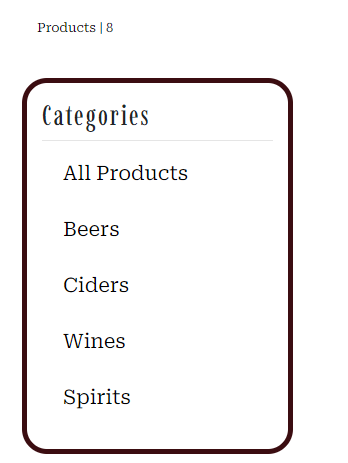 Products | 8
Categories
All Products
Beers
Ciders
Wines
Spirits